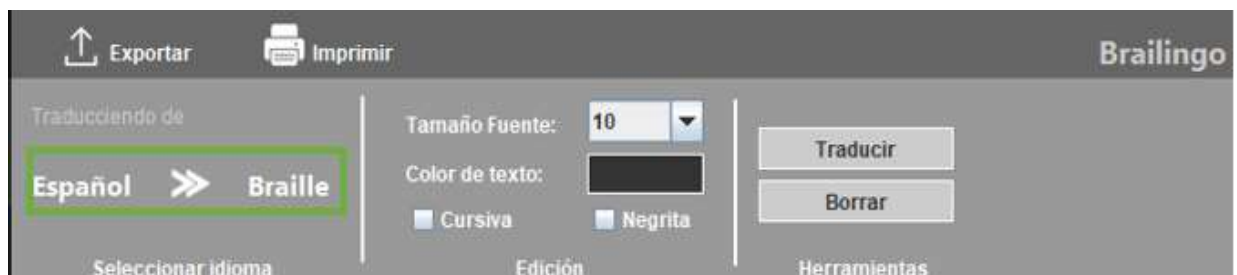 Exportar Imprimir Brailingo
Traducciendo de
Español Braille
Seleccionar idioma
Tamaño Fuente: 10
Color de texto:
Cursiva Negrita
Edición
Traducir
Borrar
Herramientas